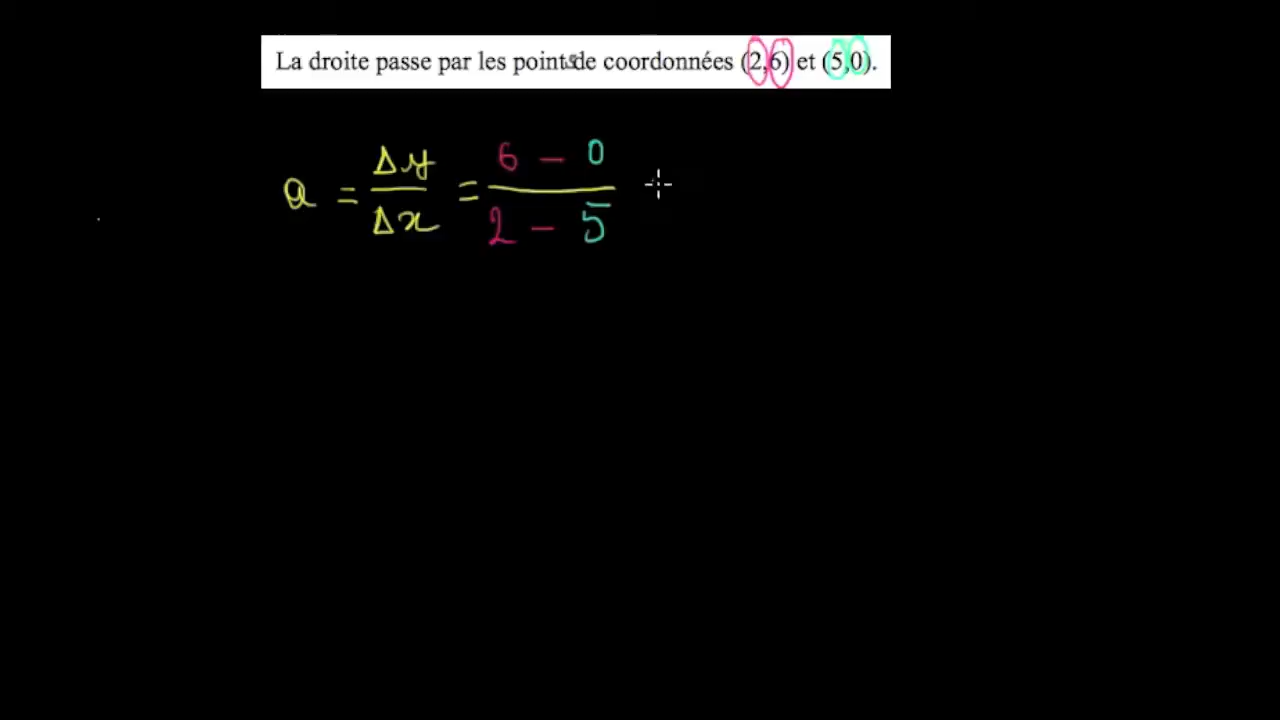 La droite passe par les points de coordonnées (2,6) et (5,0).
a = Δy/Δx = 6 - 0/2 - 5